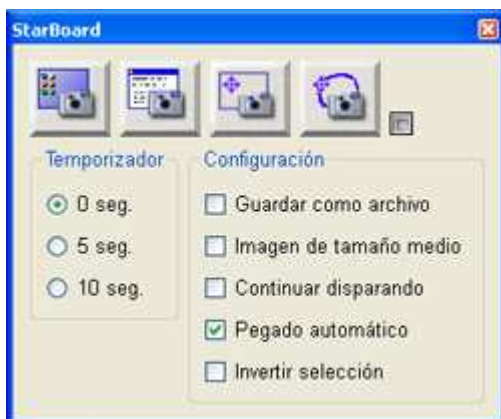 StarBoard
Temporizador
0 seg.
5 seg.
10 seg.
Configuración
Guardar como archivo
Imagen de tamaño medio
Continuar disparando
Pegado automático
Invertir selección